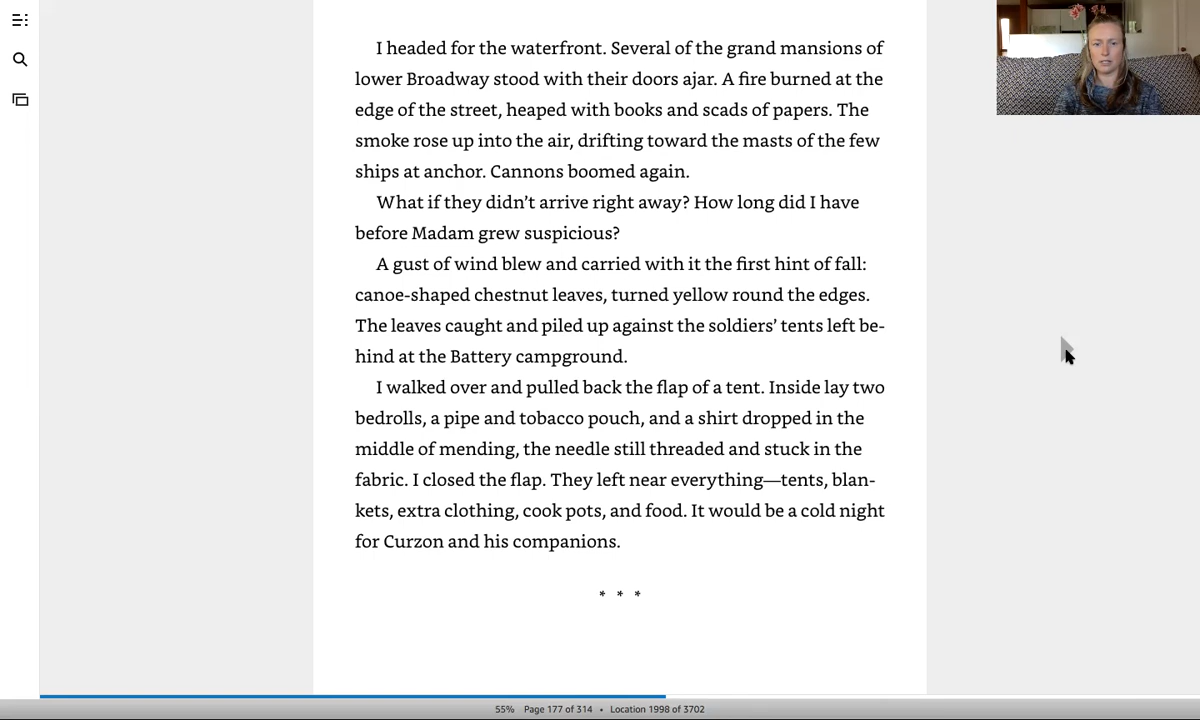 I headed for the waterfront. Several of the grand mansions of
lower Broadway stood with their doors ajar. A fire burned at the
edge of the street, heaped with books and scads of papers. The
smoke rose up into the air, drifting toward the masts of the few
ships at anchor. Cannons boomed again.
What if they didn’t arrive right away? How long did I have
before Madam grew suspicious?
A gust of wind blew and carried with it the first hint of fall:
canoe-shaped chestnut leaves, turned yellow round the edges.
The leaves caught and piled up against the soldiers’ tents left be-
hind at the Battery campground.
I walked over and pulled back the flap of a tent. Inside lay two
bedrolls, a pipe and tobacco pouch, and a shirt dropped in the
middle of mending, the needle still threaded and stuck in the
fabric. I closed the flap. They left near everything—tents, blan-
kets, extra clothing, cook pots, and food. It would be a cold night
for Curzon and his companions.
* * *
55% Page 177 of 314 • Location 1998 of 3702